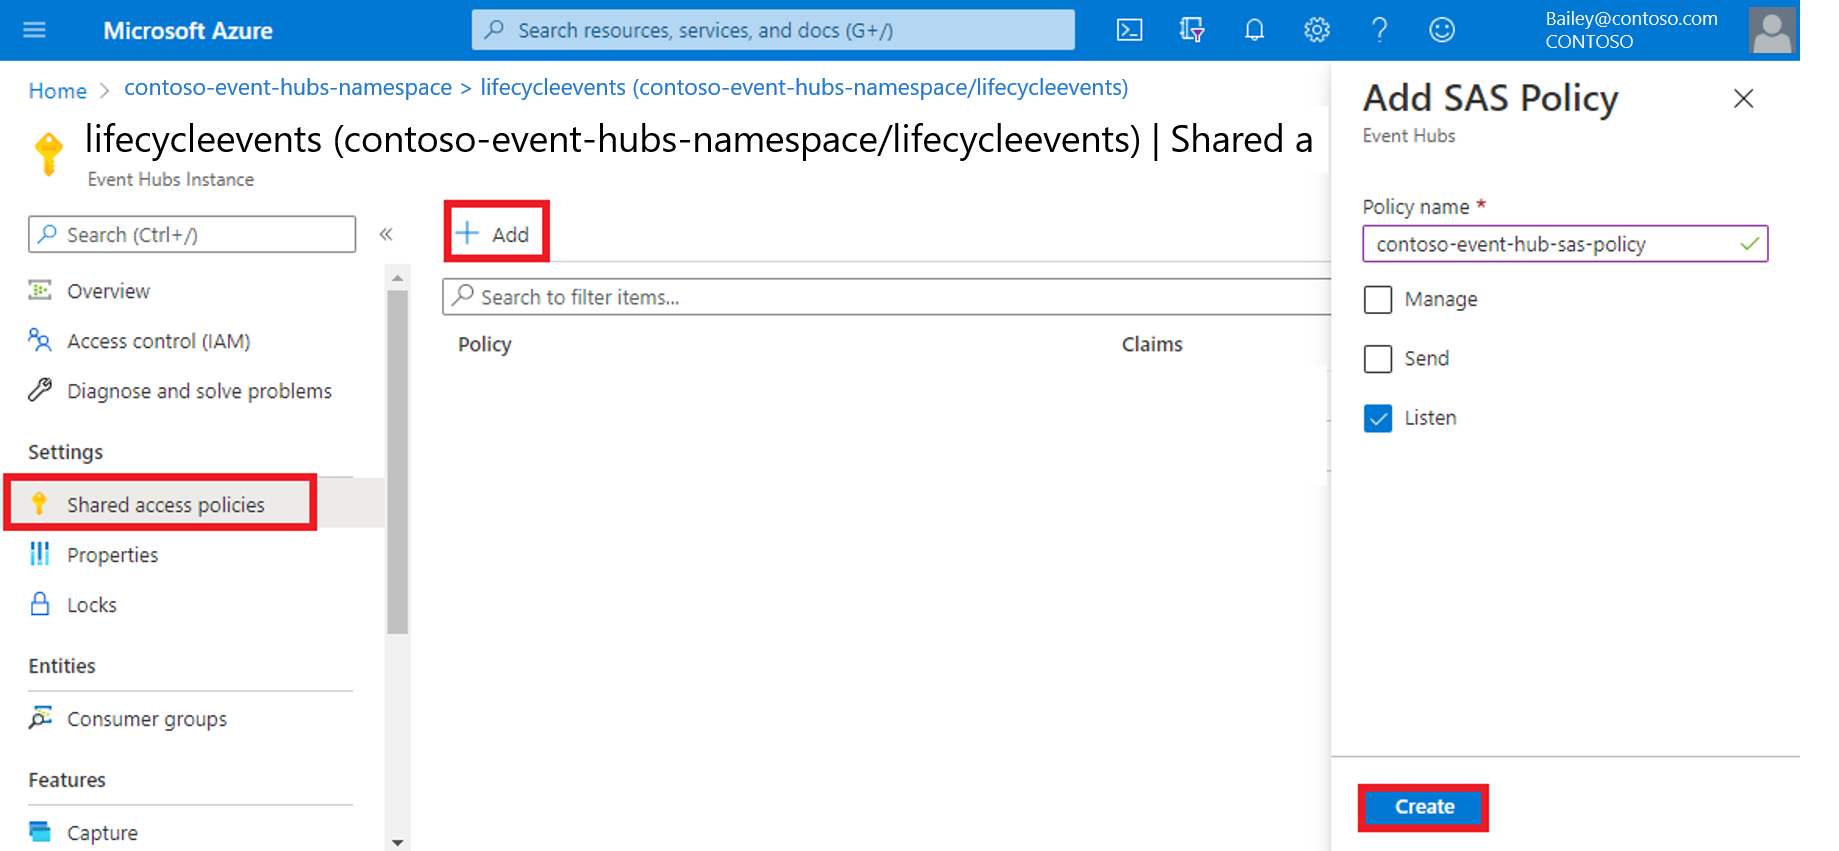 Microsoft Azure
Search resources, services, and docs (G+/)
Bailey@contoso.com
CONTOSO
Home > contoso-event-hubs-namespace > lifecycleevents (contoso-event-hubs-namespace/lifecycleevents)
lifecycleevents (contoso-event-hubs-namespace/lifecycleevents) | Shared a
Event Hubs Instance
Search (Ctrl+/)
«
Overview
Access control (IAM)
Diagnose and solve problems
Settings
Shared access policies
Properties
Locks
Entities
Consumer groups
Features
Capture
+ Add
Search to filter items...
Policy
Claims
Add SAS Policy
Event Hubs
Policy name *
contoso-event-hub-sas-policy
Manage
Send
Listen
Create